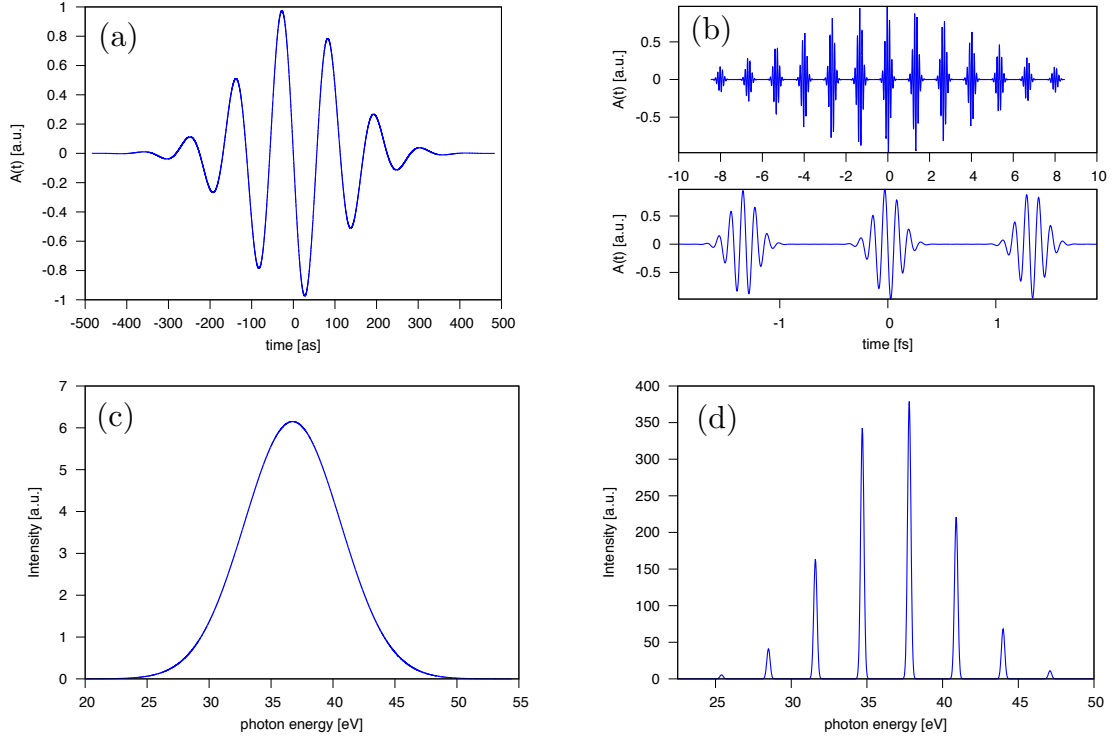 (a)
A(t) [a.u.]
1
0.8
0.6
0.4
0.2
0
-0.2
-0.4
-0.6
-0.8
-1
-500 -400 -300 -200 -100 0 100 200 300 400 500
time [as]
(b)
A(t) [a.u.]
0.5
0
-0.5
-10 -8 -6 -4 -2 0 2 4 6 8 10
A(t) [a.u.]
0.5
0
-0.5
-1 0 1
time [fs]
(c)
Intensity [a.u.]
7
6
5
4
3
2
1
0
20 25 30 35 40 45 50 55
photon energy [eV]
(d)
Intensity [a.u.]
400
350
300
250
200
150
100
50
0
25 30 35 40 45 50
photon energy [eV]